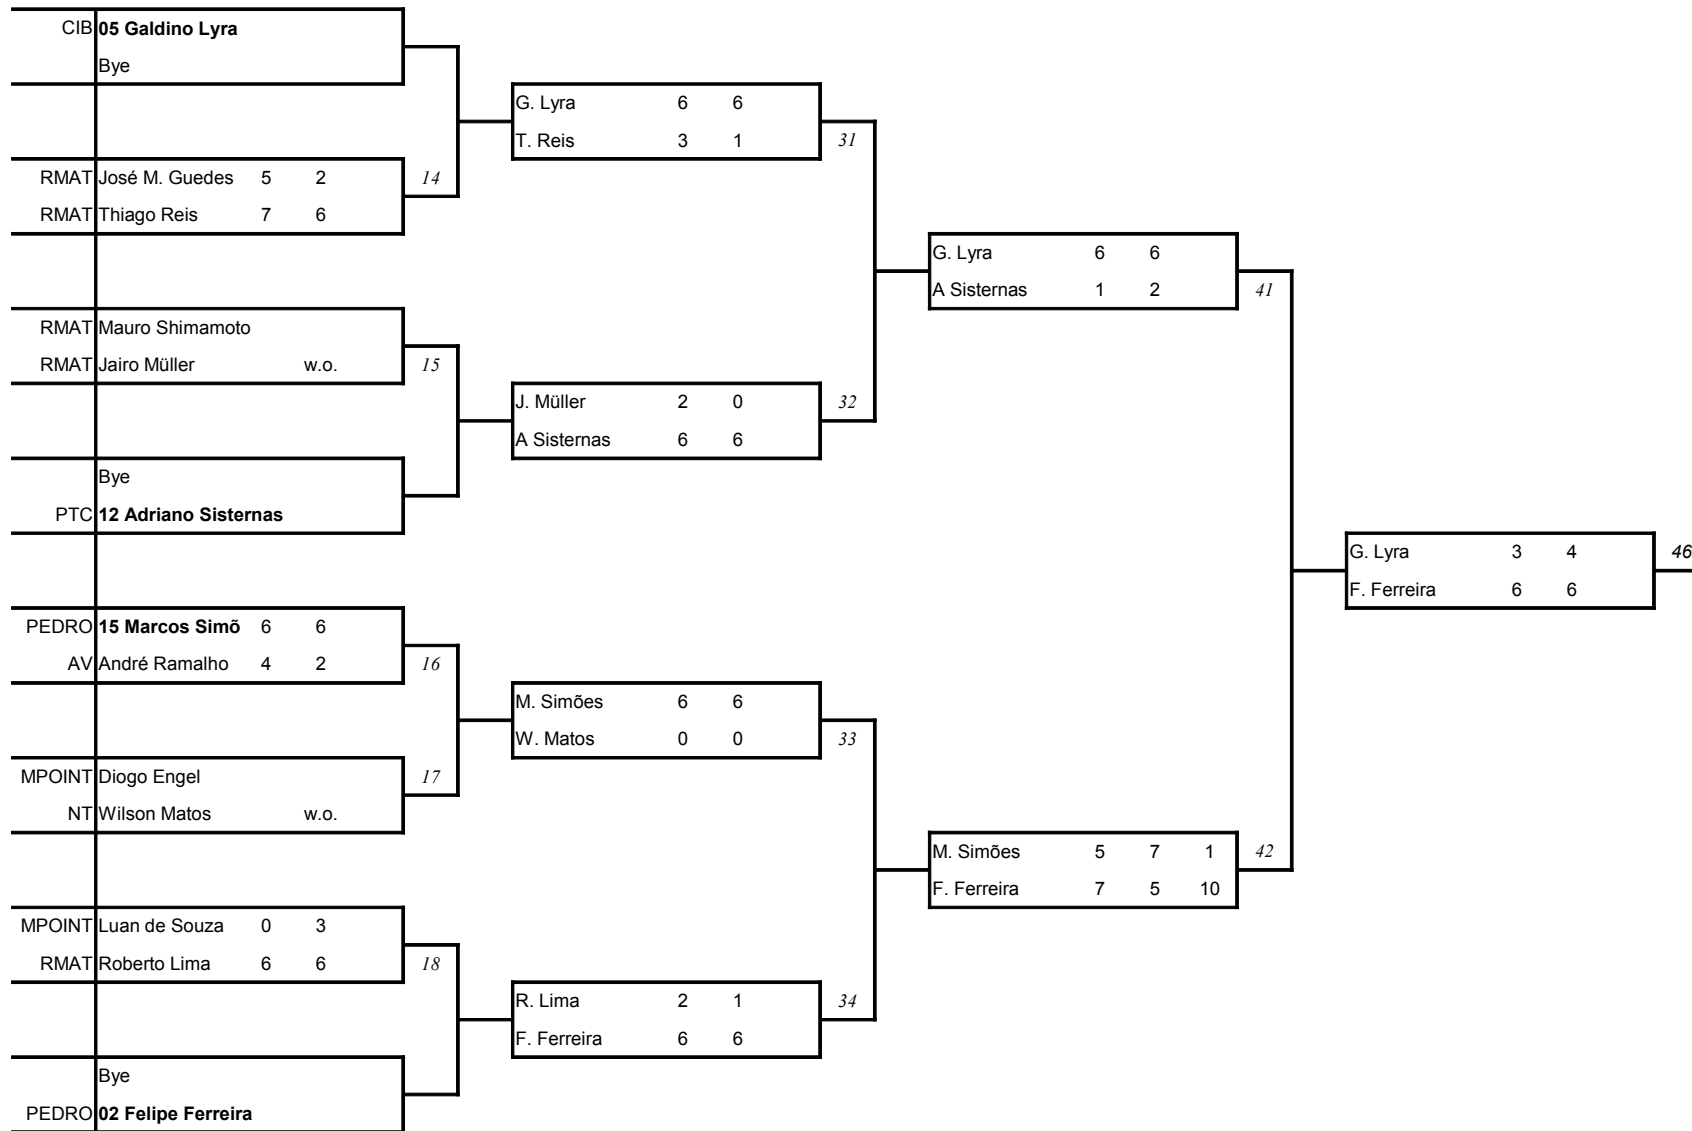 CIB 05 Galdino Lyra
Bye
G. Lyra 6 6
T. Reis 3 1 31
RMAT José M. Guedes 5 2 14
RMAT Thiago Reis 7 6
G. Lyra 6 6
A Sisternas 1 2 41
RMAT Mauro Shimamoto
RMAT Jairo Müller w.o. 15
J. Müller 2 0 32
A Sisternas 6 6
Bye
PTC 12 Adriano Sisternas
G. Lyra 3 4 46
F. Ferreira 6 6
PEDRO 15 Marcos Simõ 6 6
AV André Ramalho 4 2 16
M. Simões 6 6
W. Matos 0 0 33
MPOINT Diogo Engel 17
NT Wilson Matos w.o.
M. Simões 5 7 1 42
F. Ferreira 7 5 10
MPOINT Luan de Souza 0 3
RMAT Roberto Lima 6 6 18
R. Lima 2 1 34
F. Ferreira 6 6
Bye
PEDRO 02 Felipe Ferreira